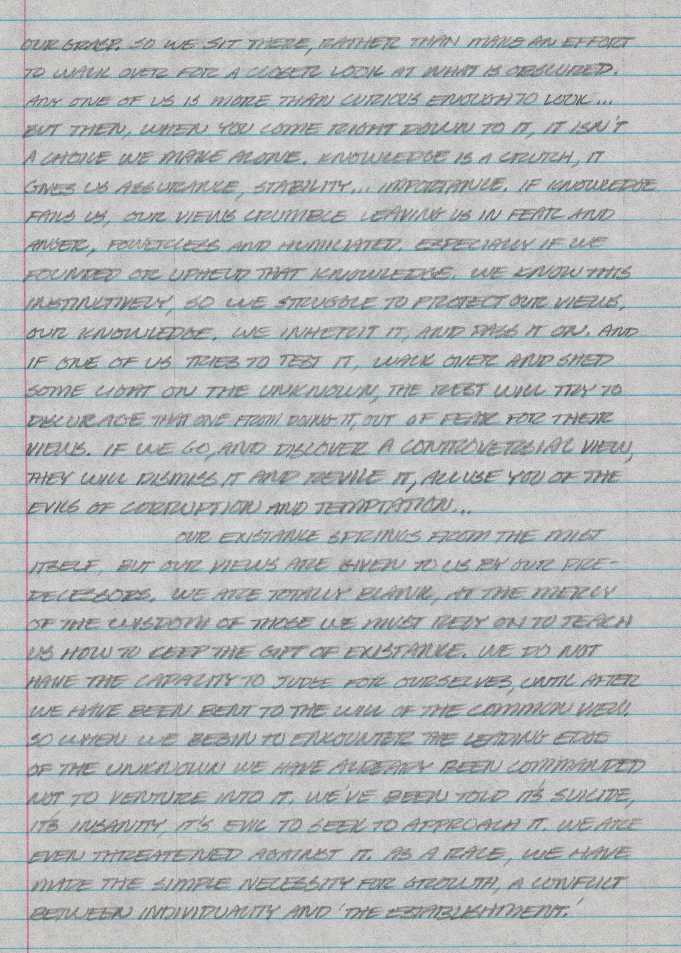 OUR GRASP. SO WE SIT THERE, RATHER THAN MAKE AN EFFORT
TO WALK OVER FOR A CLOSER LOOK AT WHAT IS OBSCURED.
ANY ONE OF US IS MORE THAN CURIOUS ENOUGH TO LOOK...
BUT THEN, WHEN YOU COME RIGHT DOWN TO IT, IT ISN'T
A CHOICE WE MAKE ALONE. KNOWLEDGE IS A CRUTCH, IT
GIVES US ASSURANCE, STABILITY... IMPORTANCE. IF KNOWLEDGE
FAILS US, OUR VIEWS CRUMBLE LEAVING US IN FEAR AND
ANGER, POWERLESS AND HUMILIATED. ESPECIALLY IF WE
FOUNDED OR UPHELD THAT KNOWLEDGE. WE KNOW THIS
INSTINCTIVELY, SO WE STRUGGLE TO PROTECT OUR VIEWS,
OUR KNOWLEDGE. WE INHERIT IT, AND PASS IT ON. AND
IF ONE OF US TRIES TO TEST IT, WALK OVER AND SHED
SOME LIGHT ON THE UNKNOWN, THE REST WILL TRY TO
DISCURAGE THAT ONE FROM DOING IT, OUT OF FEAR FOR THEIR
VIEWS. IF WE GO, AND DISCOVER A CONTROVERSIAL VIEW,
THEY WILL DISMISS IT AND REVILE IT, ACCUSE YOU OF THE
EVILS OF CORRUPTION AND TEMPTATION...
OUR EXISTANCE SPRINGS FROM THE MIST
ITSELF, BUT OUR VIEWS ARE GIVEN TO US BY OUR PRE-
DECESSORS. WE ARE TOTALLY BLANK, AT THE MERCY
OF THE WISDOM OF THOSE WE MUST RELY ON TO TEACH
US HOW TO KEEP THE GIFT OF EXISTANCE. WE DO NOT
HAVE THE CAPACITY TO JUDGE FOR OURSELVES, UNTIL AFTER
WE HAVE BEEN BENT TO THE WILL OF THE COMMON VIEW.
SO WHEN WE BEGIN TO ENCOUNTER THE LEADING EDGE
OF THE UNKNOWN WE HAVE ALREADY BEEN COMMANDED
NOT TO VENTURE INTO IT. WE'VE BEEN TOLD IT'S SUICIDE,
IT'S INSANITY, IT'S EVIL TO SEEK TO APPROACH IT. WE ARE
EVEN THREATENED AGAINST IT. AS A RACE, WE HAVE
MADE THE SIMPLE NECESSITY FOR GROWTH, A CONFLICT
BETWEEN INDIVIDUALITY AND 'THE ESTABLISHMENT.'